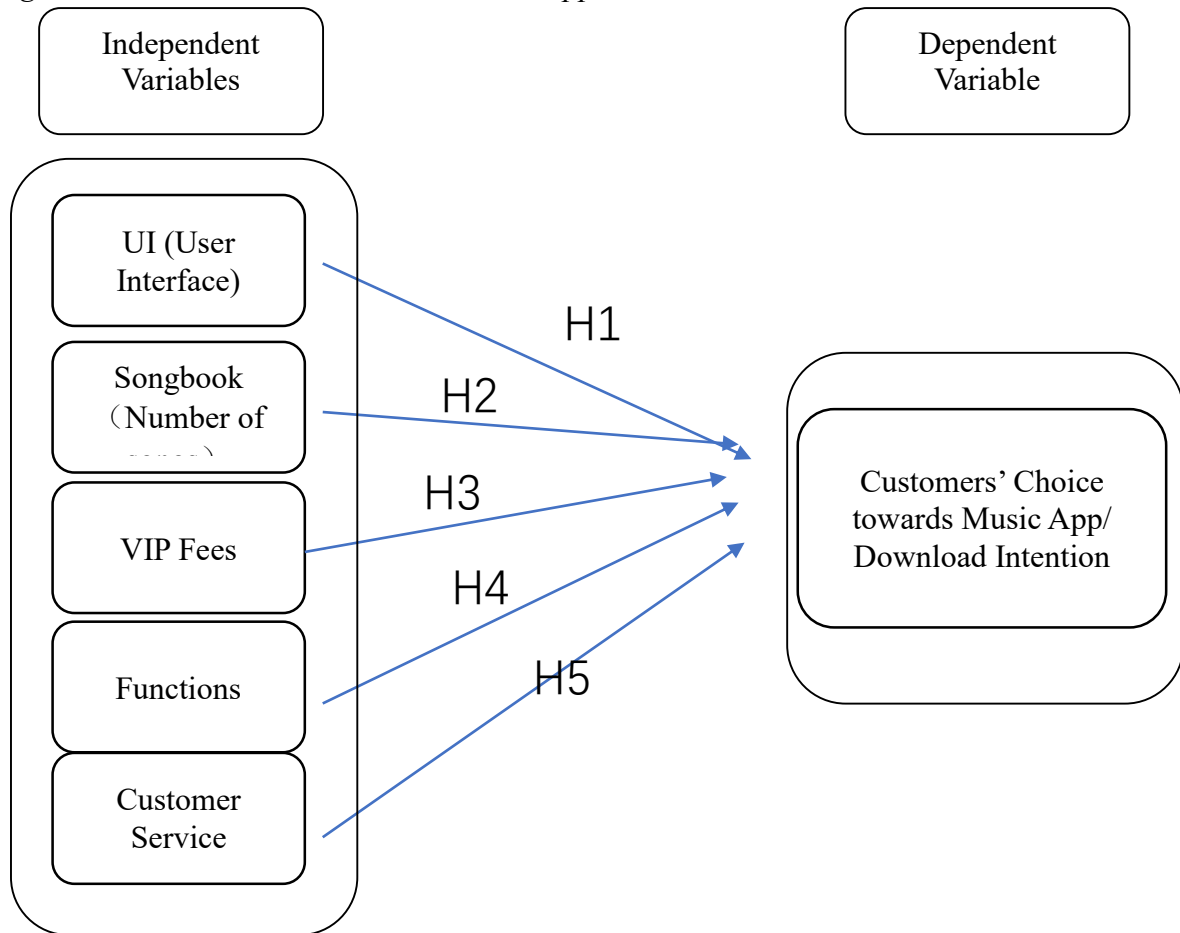 Independent
Variables
Dependent
Variable
UI (User
Interface)
H1
Songbook
（Number of
H2
H3
VIP Fees
Customers’ Choice
towards Music App/
Download Intention
H4
Functions
H5
Customer
Service